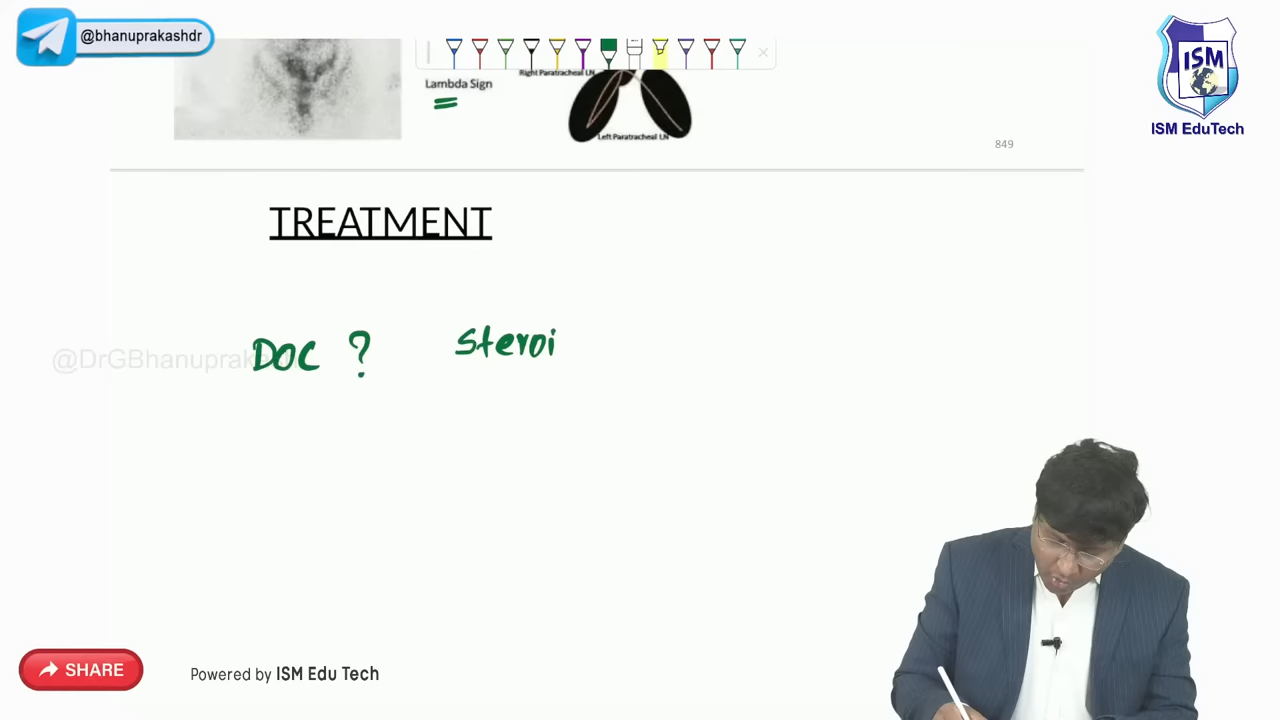 @bhanuprakashdr
Lambda Sign
Right Paratracheal LN
Left Paratracheal LN
ISM
ISM EduTech
849
TREATMENT
DOC ? Steroi
@DrGBhanuprakash
SHARE
Powered by ISM Edu Tech